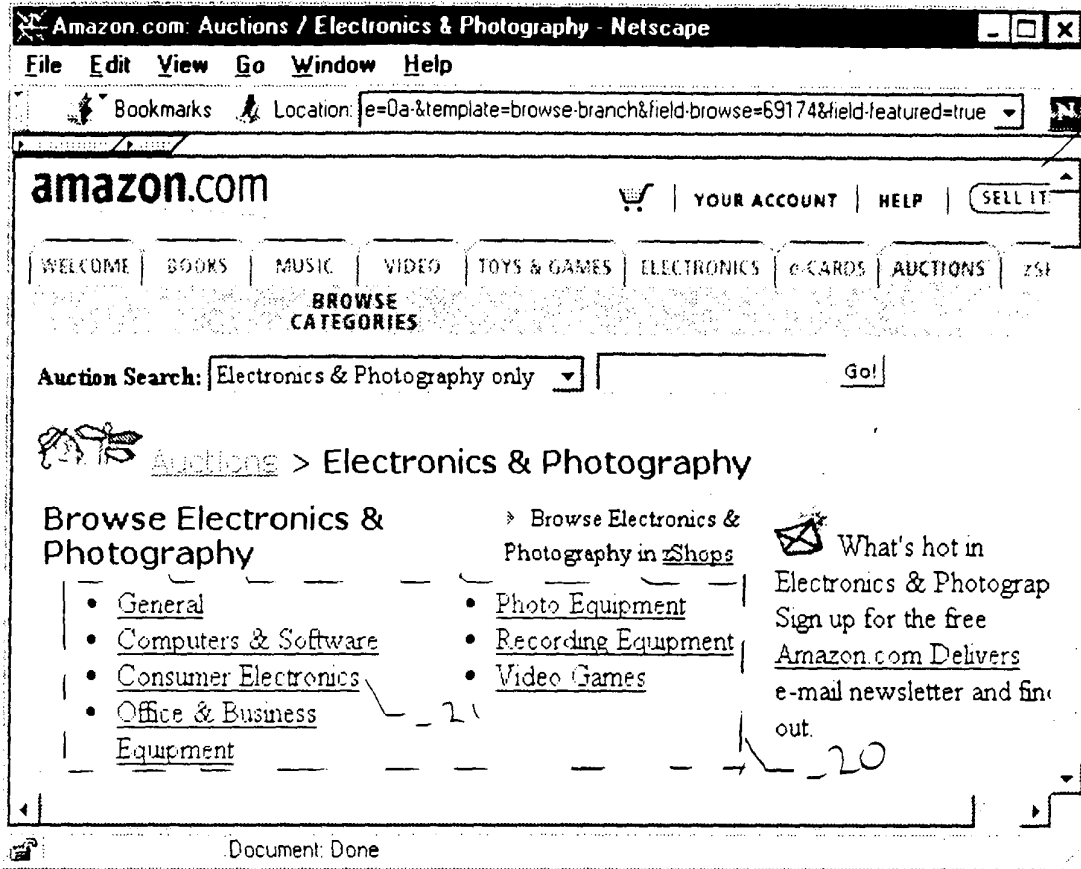 Amazon.com: Auctions / Electronics & Photography - Netscape
File Edit View Go Window Help
Bookmarks Location: e=0a-&template=browse-branch&field-browse=69174&field-featured=true N
amazon.com
YOUR ACCOUNT | HELP | SELL IT
WELCOME BOOKS MUSIC VIDEO TOYS & GAMES ELECTRONICS e-CARDS AUCTIONS zSH
BROWSE
CATEGORIES
Auction Search: Electronics & Photography only Go!
Auctions > Electronics & Photography
Browse Electronics &
Photography
Browse Electronics &
Photography in zShops
• General
• Computers & Software
• Consumer Electronics
• Office & Business
Equipment
• Photo Equipment
• Recording Equipment
• Video Games
21
20
What's hot in
Electronics & Photograp
Sign up for the free
Amazon.com Delivers
e-mail newsletter and fin
out.
Document: Done